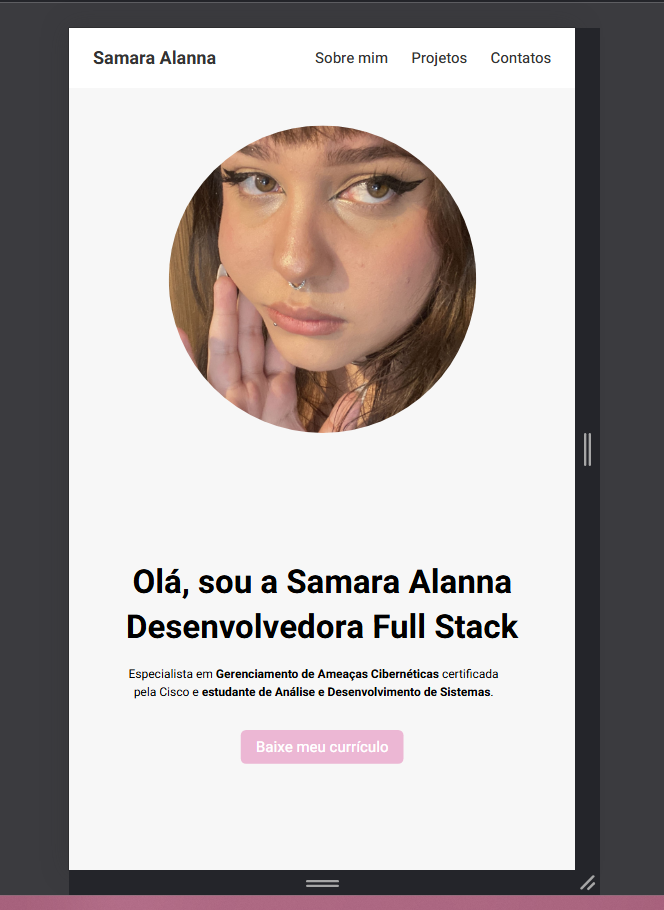 Samara Alanna
Sobre mim
Projetos
Contatos
Olá, sou a Samara Alanna
Desenvolvedora Full Stack
Especialista em Gerenciamento de Ameaças Cibernéticas certificada
pela Cisco e estudante de Análise e Desenvolvimento de Sistemas.
Baixe meu currículo